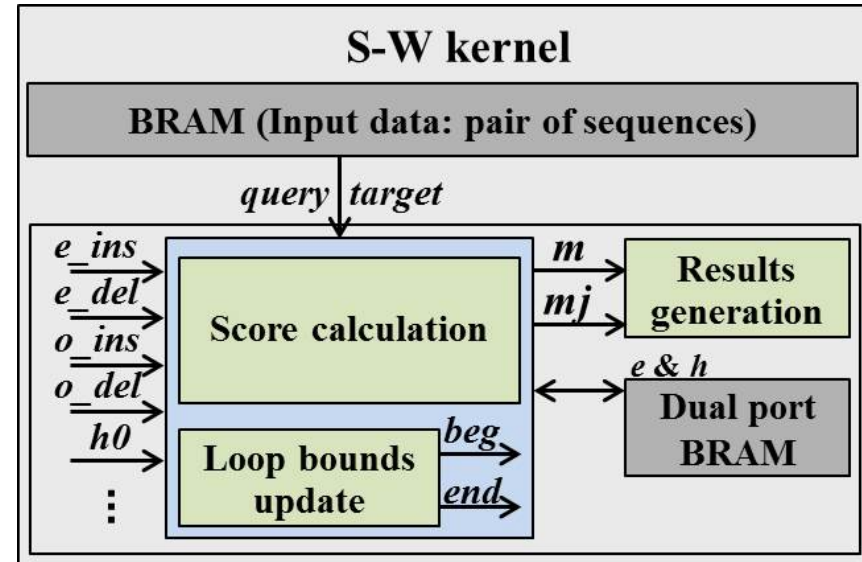 S-W kernel
BRAM (Input data: pair of sequences)
query target
e_ins
e_del
o_ins
o_del
h0
⋮
Score calculation
Loop bounds
update
beg
end
m
mj
Results
generation
e & h
Dual port
BRAM